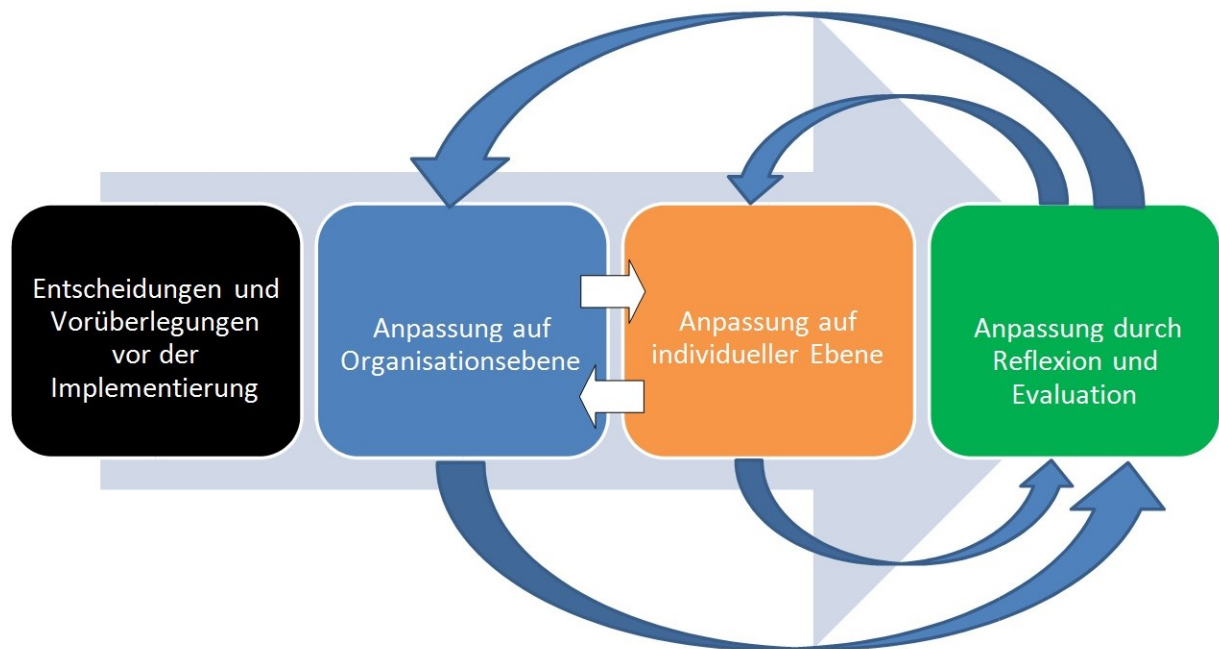 Entscheidungen und
Vorüberlegungen
vor der
Implementierung
Anpassung auf
Organisationsebene
Anpassung auf
individueller Ebene
Anpassung durch
Reflexion und
Evaluation